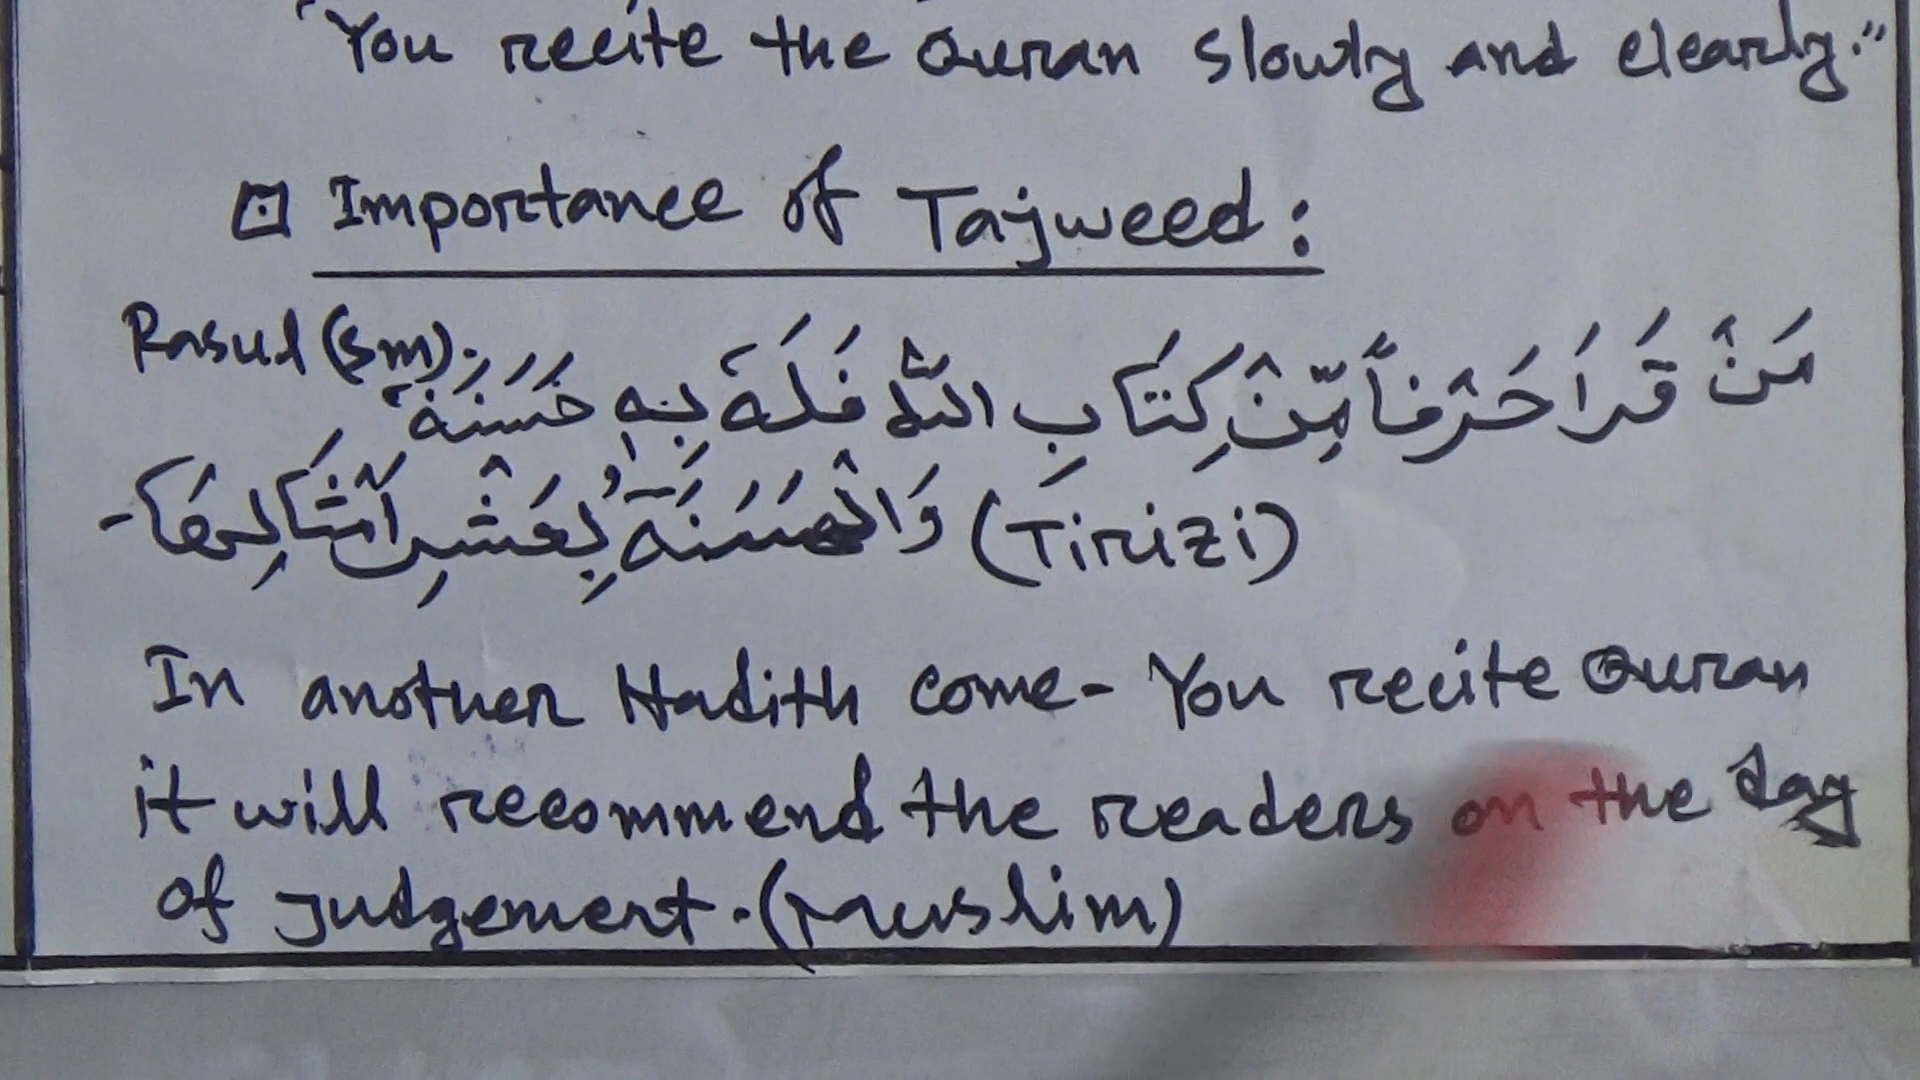 "You recite the Quran slowly and clearly."
⊡ Importance of Tajweed:
Rasul (sm): مَنْ قَرَاَ حَرْفاً مِّنْ كِتَابِ اللّٰهِ فَلَهٗ بِهٖ حَسَنَةٌ
وَالْحَسَنَةُ بِعَشْرِ اَمْثَالِهَا- (Tirizi)
In another Hadith come- You recite Quran
it will recommend the readers on the day
of judgement. (muslim)